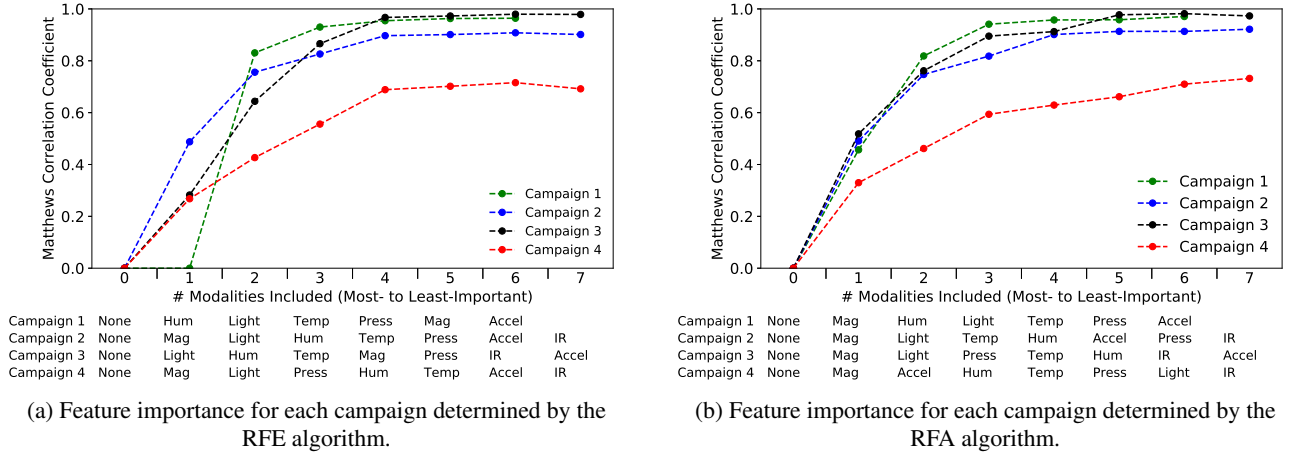 1.0
0.8
0.6
0.4
0.2
0.0
Matthews Correlation Coefficient
Campaign 1
Campaign 2
Campaign 3
Campaign 4
0 1 2 3 4 5 6 7
# Modalities Included (Most- to Least-Important)
Campaign 1 None Hum Light Temp Press Mag Accel
Campaign 2 None Mag Light Hum Temp Press Accel IR
Campaign 3 None Light Hum Temp Mag Press IR Accel
Campaign 4 None Mag Light Press Hum Temp Accel IR
(a) Feature importance for each campaign determined by the
RFE algorithm.
1.0
0.8
0.6
0.4
0.2
0.0
Matthews Correlation Coefficient
Campaign 1
Campaign 2
Campaign 3
Campaign 4
0 1 2 3 4 5 6 7
# Modalities Included (Most- to Least-Important)
Campaign 1 None Mag Hum Light Temp Press Accel
Campaign 2 None Mag Light Temp Hum Accel Press IR
Campaign 3 None Mag Light Press Temp Hum IR Accel
Campaign 4 None Mag Accel Hum Temp Press Light IR
(b) Feature importance for each campaign determined by the
RFA algorithm.